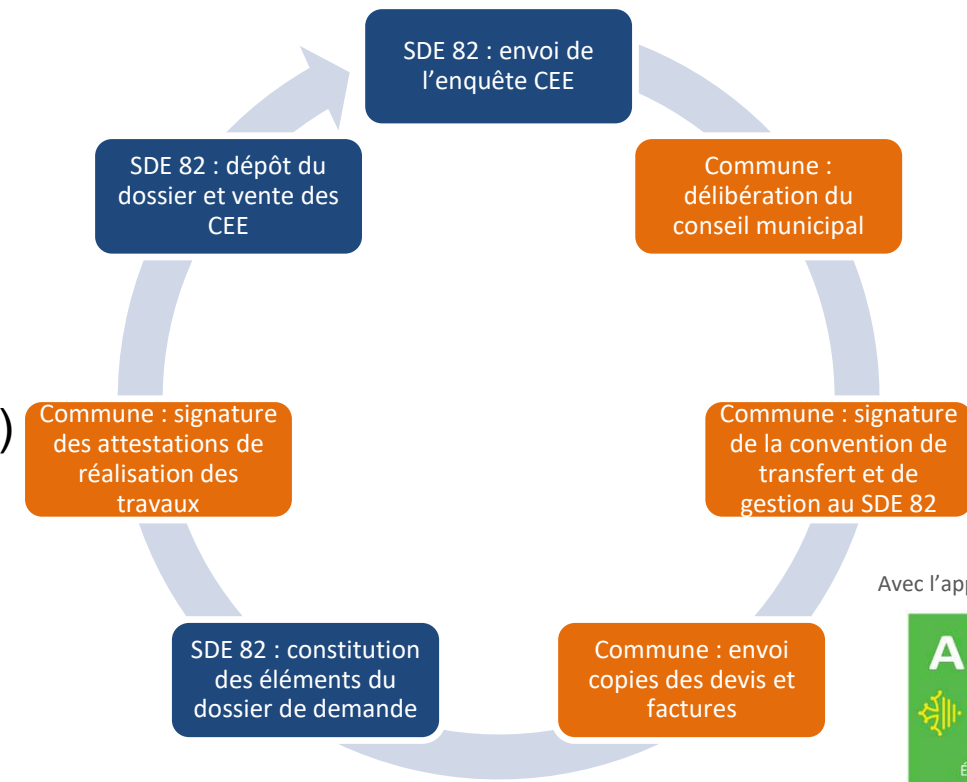 SDE 82 : envoi de
l’enquête CEE
Commune :
délibération du
conseil municipal
Commune : signature
de la convention de
transfert et de
gestion au SDE 82
Commune : envoi
copies des devis et
factures
SDE 82 : constitution
des éléments du
dossier de demande
Commune : signature
des attestations de
réalisation des
travaux
SDE 82 : dépôt du
dossier et vente des
CEE
)
Avec l’app
A
É